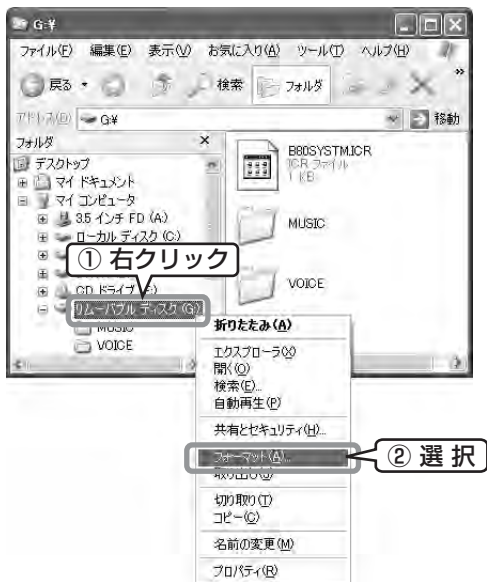 G:¥
ファイル(F) 編集(E) 表示(V) お気に入り(A) ツール(T) ヘルプ(H)
戻る 検索 フォルダ
アドレス(D) G:¥ 移動
フォルダ ×
デスクトップ
マイ ドキュメント
マイ コンピュータ
3.5 インチ FD (A:)
ローカル ディスク (C:)
① 右クリック
CD ドライブ
リムーバブル ディスク (G:)
MUSIC
VOICE
B80SYSTM.ICR
ICR ファイル
1 KB
MUSIC
VOICE
折りたたみ(A)
エクスプローラ(X)
開く(O)
検索(E)...
自動再生(P)
共有とセキュリティ(H)...
フォーマット(A)...
② 選 択
取り出し(J)
切り取り(T)
コピー(C)
名前の変更(M)
プロパティ(R)